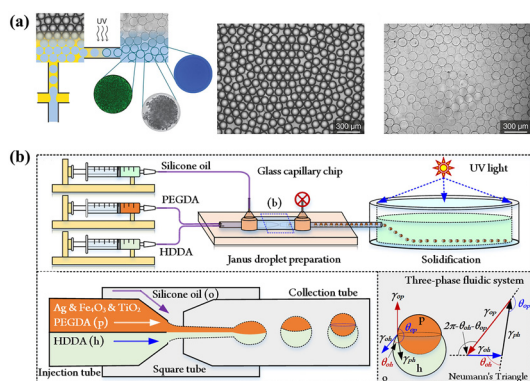 (a)
UV
300 μm
300 μm
(b)
Silicone oil
PEGDA
HDDA
Glass capillary chip
(b)
Janus droplet preparation
UV light
Solidification
Silicone oil (o)
Ag & Fe₃O₄ & TiO₂
PEGDA (p)
HDDA (h)
Injection tube
Square tube
Collection tube
Three-phase fluidic system
p
θop
γop
γoh
θoh
γph
h
o
2π-θoh-θop
γop
θop
γph
γoh
θoh
Neumann's Triangle